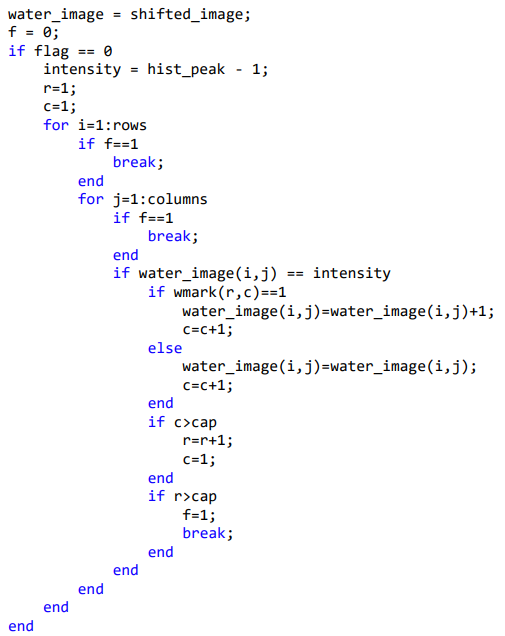 water_image = shifted_image;
f = 0;
if flag == 0
    intensity = hist_peak - 1;
    r=1;
    c=1;
    for i=1:rows
        if f==1
            break;
        end
        for j=1:columns
            if f==1
                break;
            end
            if water_image(i,j) == intensity
                if wmark(r,c)==1
                    water_image(i,j)=water_image(i,j)+1;
                    c=c+1;
                else
                    water_image(i,j)=water_image(i,j);
                    c=c+1;
                end
                if c>cap
                    r=r+1;
                    c=1;
                end
                if r>cap
                    f=1;
                    break;
                end
            end
        end
    end
end